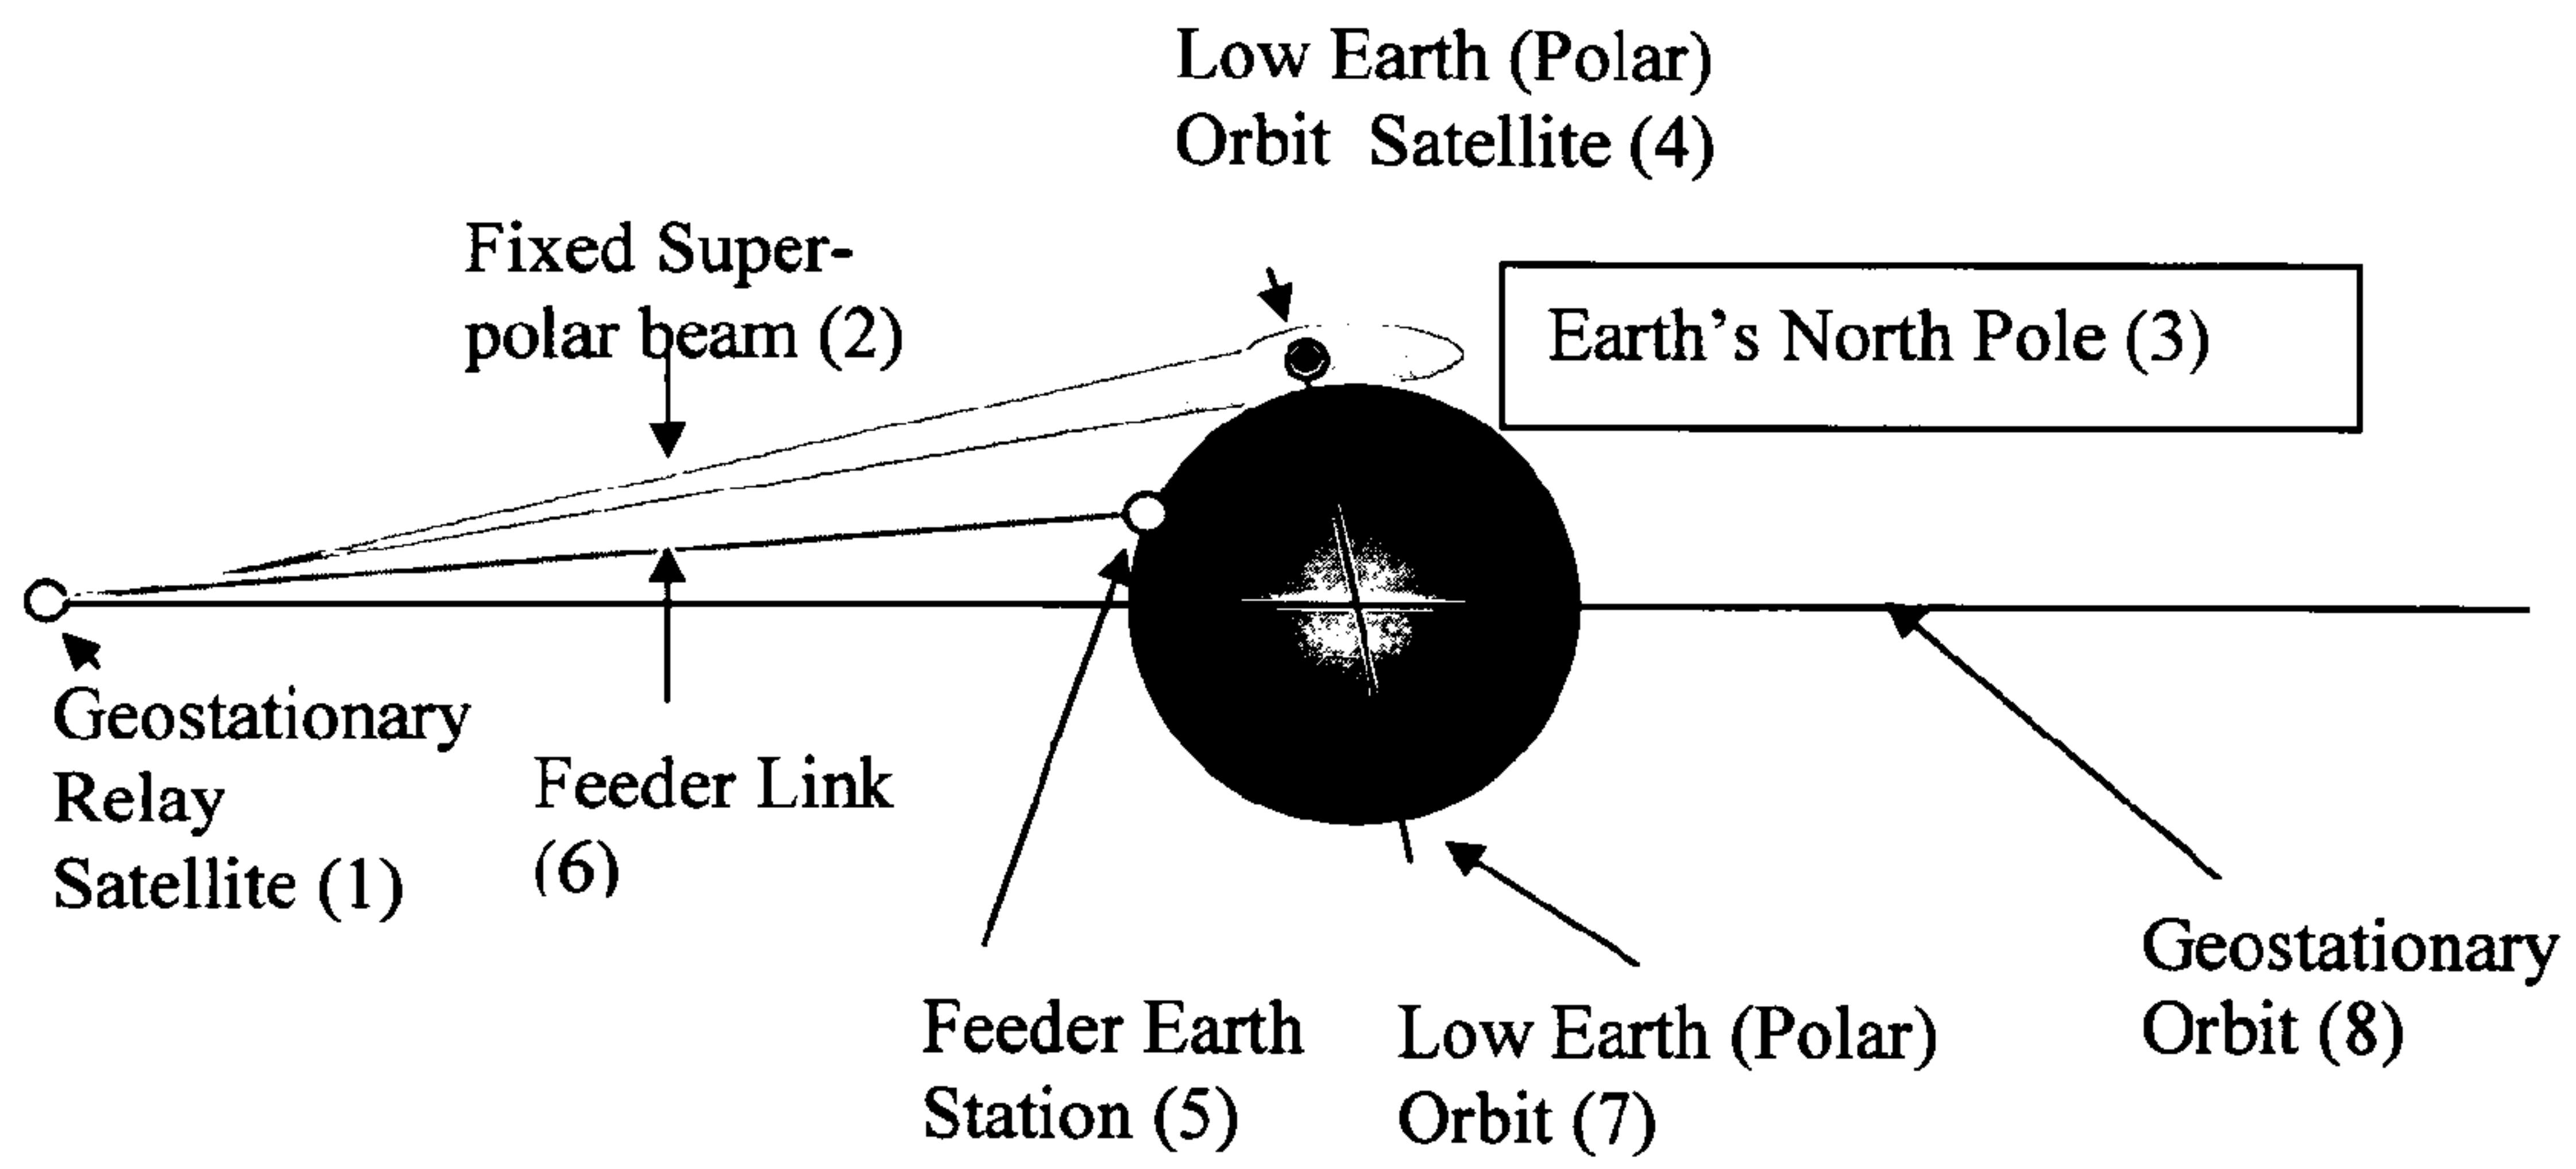 Low Earth (Polar)
Orbit Satellite (4)
Fixed Super-
polar beam (2)
Earth's North Pole (3)
Geostationary
Relay
Satellite (1)
Feeder Link
(6)
Feeder Earth
Station (5)
Low Earth (Polar)
Orbit (7)
Geostationary
Orbit (8)